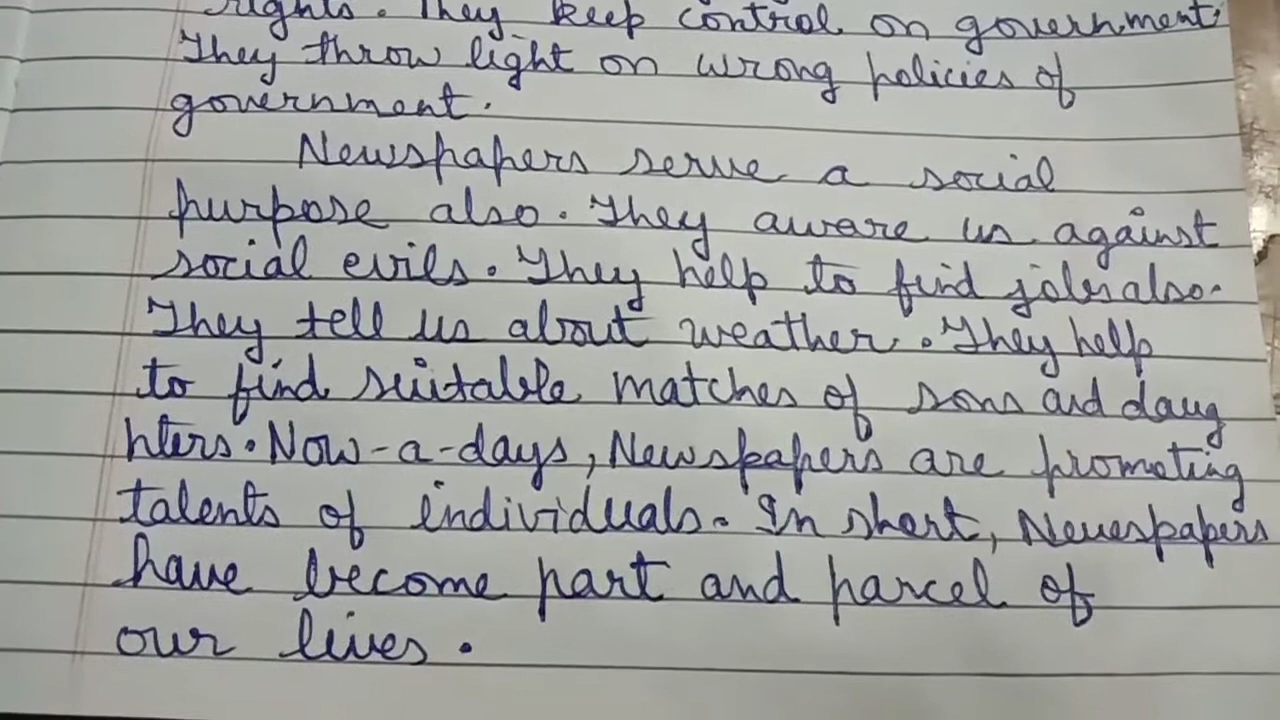 rights. They keep control on government.
They throw light on wrong policies of
government.
Newspapers serve a social
purpose also. They aware us against
social evils. They help to find jobs also.
They tell us about weather. They help
to find suitable matches of sons and daug
hters. Now-a-days, Newspapers are promoting
talents of individuals. In short, Newspapers
have become part and parcel of
our lives.